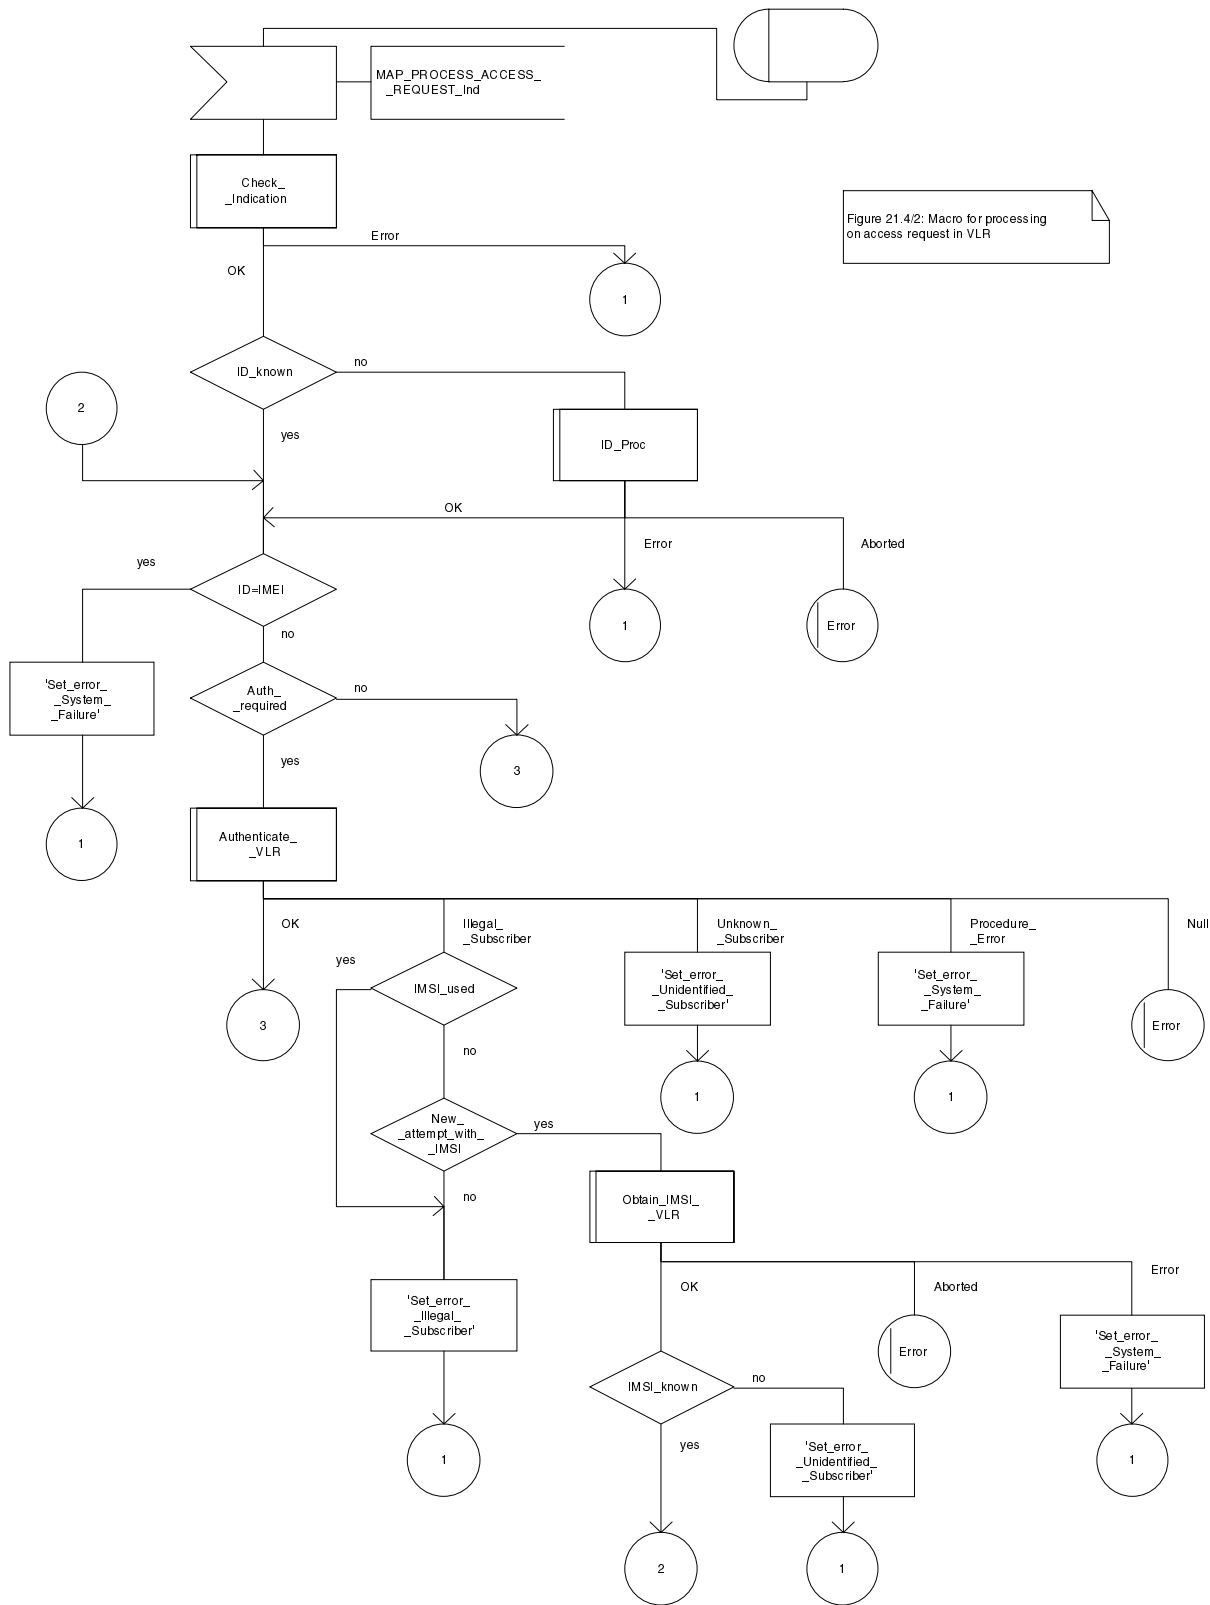 MAP_PROCESS_ACCESS_
_REQUEST_Ind
Check_
_Indication
Figure 21.4/2: Macro for processing
on access request in VLR
Error
OK
1
ID_known
no
2
yes
ID_Proc
OK
Error
Aborted
yes
ID=IMEI
1
Error
no
'Set_error_
_System_
_Failure'
Auth_
_required
no
yes
3
1
Authenticate_
_VLR
OK
Illegal_
_Subscriber
Unknown_
_Subscriber
Procedure_
_Error
Null
yes
IMSI_used
'Set_error_
_Unidentified_
_Subscriber'
'Set_error_
_System_
_Failure'
3
Error
no
1
1
New_
_attempt_with_
_IMSI
yes
no
Obtain_IMSI_
_VLR
OK
Aborted
Error
'Set_error_
_Illegal_
_Subscriber'
Error
'Set_error_
_System_
_Failure'
IMSI_known
no
yes
1
'Set_error_
_Unidentified_
_Subscriber'
1
2
1